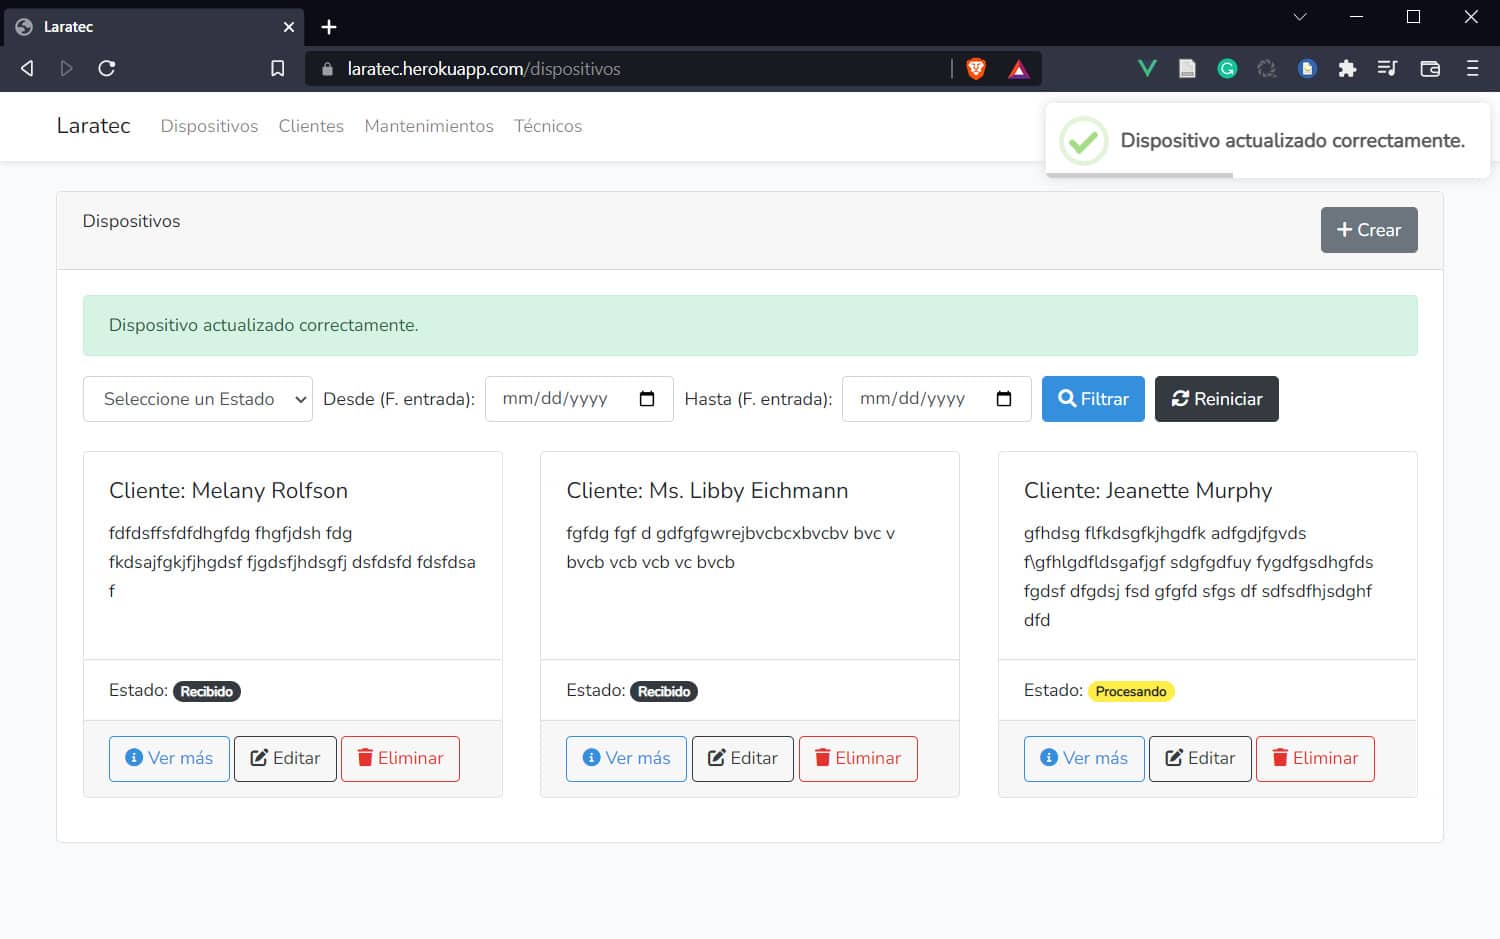 Laratec
laratec.herokuapp.com/dispositivos
Laratec Dispositivos Clientes Mantenimientos Técnicos
Dispositivo actualizado correctamente.
Dispositivos
Crear
Dispositivo actualizado correctamente.
Seleccione un Estado Desde (F. entrada): mm/dd/yyyy Hasta (F. entrada): mm/dd/yyyy Filtrar Reiniciar
Cliente: Melany Rolfson
fdfdsffsfdfdhgfdg fhgfjdsh fdg
fkdsajfgkjfjhgdsf fjgdsfjhdsgfj dsfdsfd fdsfdsa
f
Estado: Recibido
Ver más Editar Eliminar
Cliente: Ms. Libby Eichmann
fgfdg fgf d gdfgfgwrejbvcbcxbvcbv bvc v
bvcb vcb vcb vc bvcb
Estado: Recibido
Ver más Editar Eliminar
Cliente: Jeanette Murphy
gfhdsg flfkdsgfkjhgdfk adfgdjfgvds
f\gfhlgdfldsgafjgf sdgfgdfuy fygdfgsdhgfds
fgdsf dfgdsj fsd gfgfd sfgs df sdfsdfhjsdghf
dfd
Estado: Procesando
Ver más Editar Eliminar